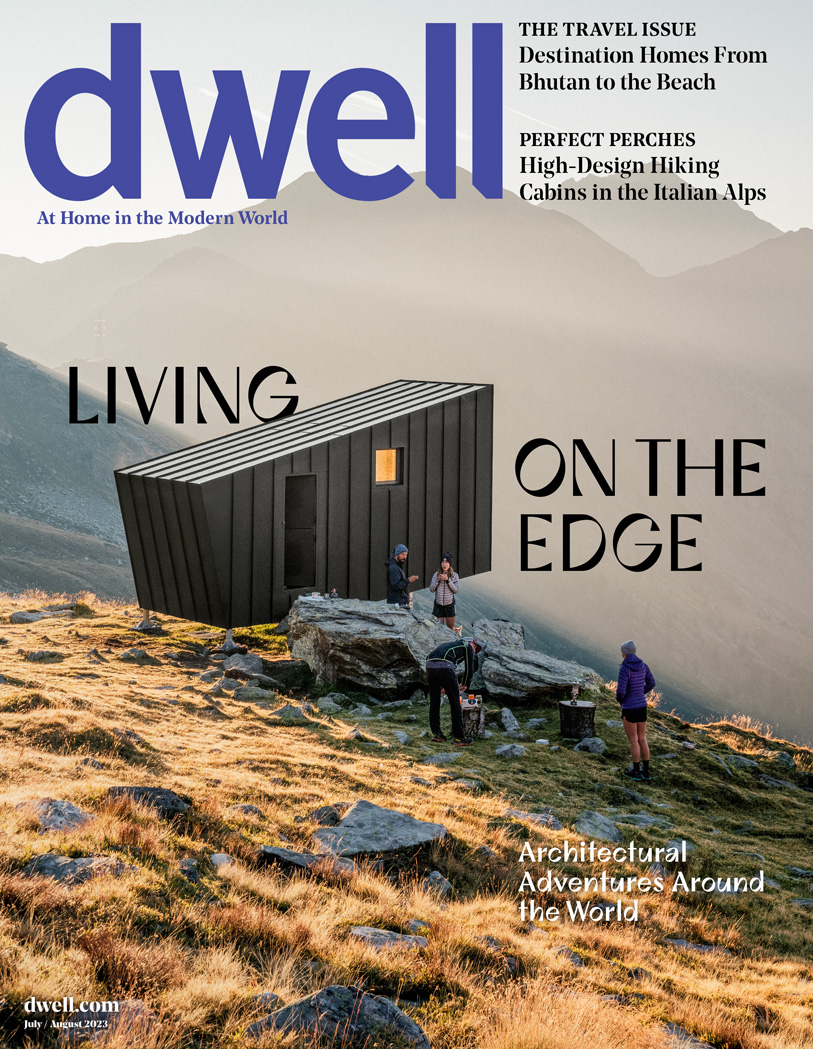 dwell
At Home in the Modern World
THE TRAVEL ISSUE
Destination Homes From
Bhutan to the Beach
PERFECT PERCHES
High-Design Hiking
Cabins in the Italian Alps
LIVING
ON THE
EDGE
Architectural
Adventures Around
the World
dwell.com
July / August 2023